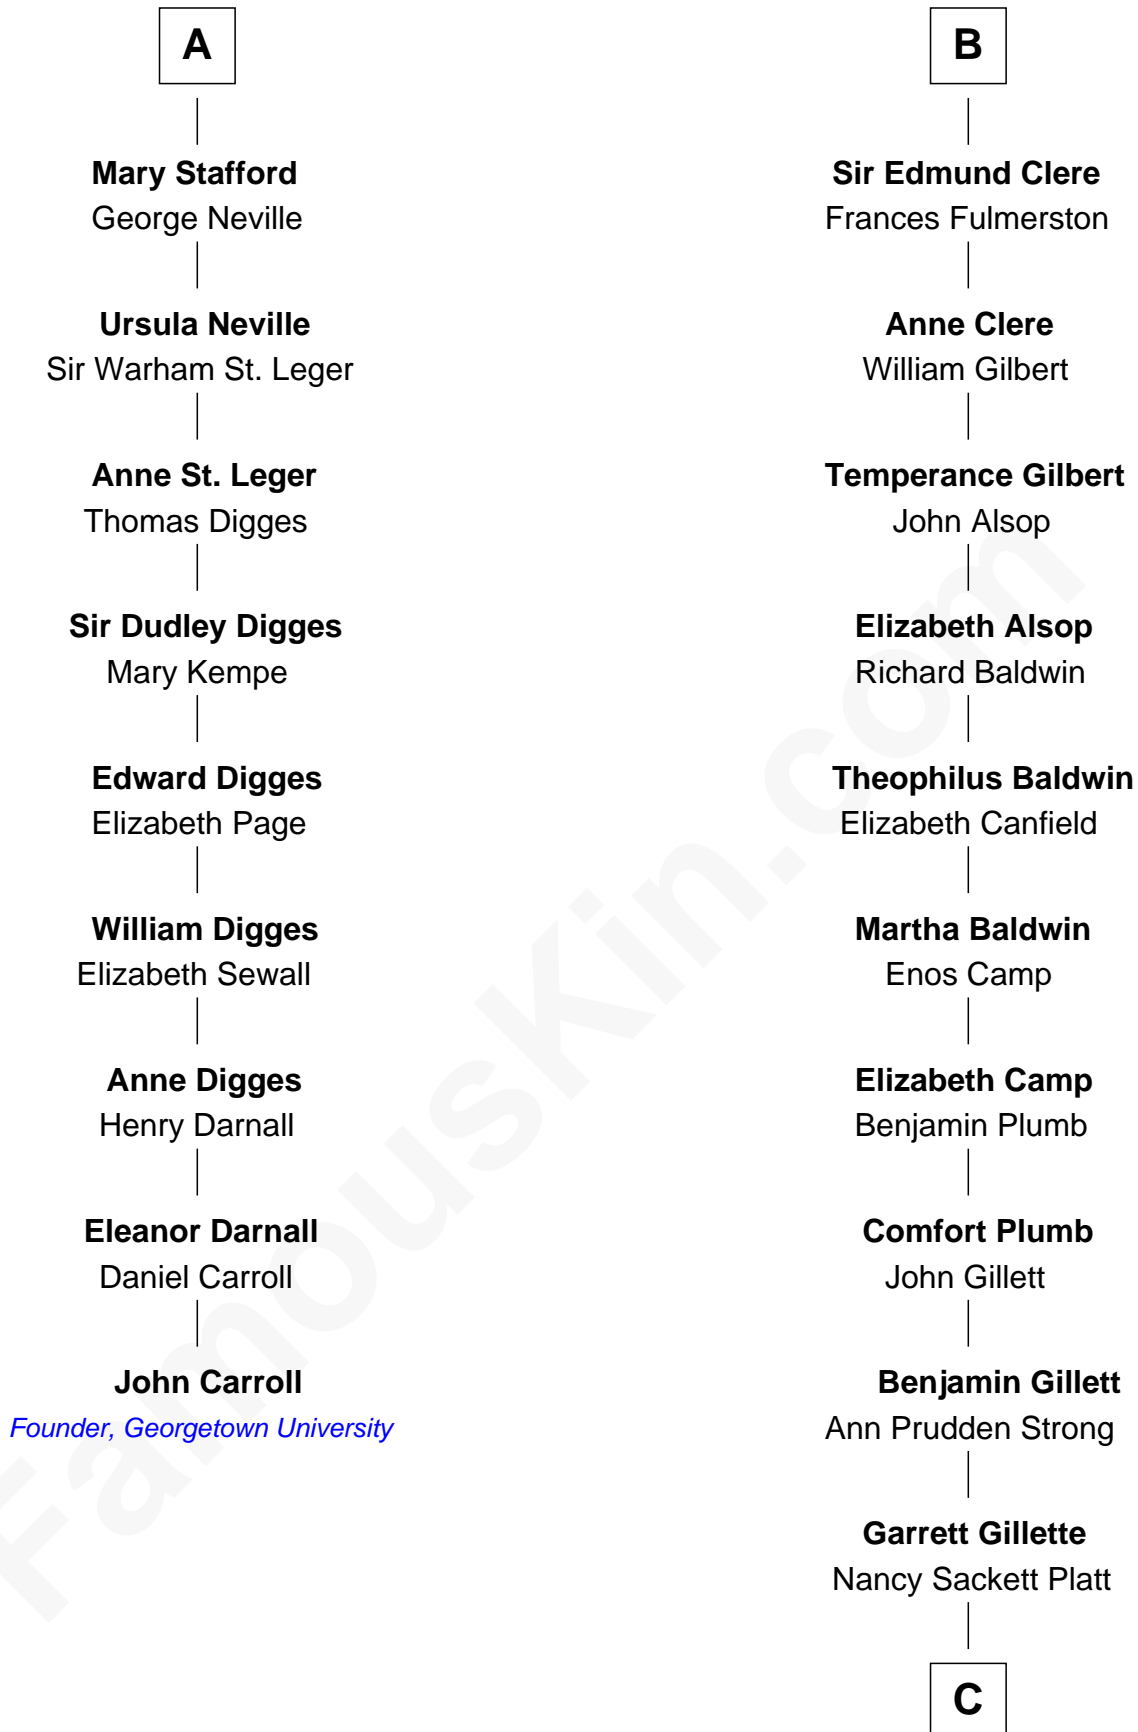 A
Mary Stafford
George Neville
Ursula Neville
Sir Warham St. Leger
Anne St. Leger
Thomas Digges
Sir Dudley Digges
Mary Kempe
Edward Digges
Elizabeth Page
William Digges
Elizabeth Sewall
Anne Digges
Henry Darnall
Eleanor Darnall
Daniel Carroll
John Carroll
Founder, Georgetown University
B
Sir Edmund Clere
Frances Fulmerston
Anne Clere
William Gilbert
Temperance Gilbert
John Alsop
Elizabeth Alsop
Richard Baldwin
Theophilus Baldwin
Elizabeth Canfield
Martha Baldwin
Enos Camp
Elizabeth Camp
Benjamin Plumb
Comfort Plumb
John Gillett
Benjamin Gillett
Ann Prudden Strong
Garrett Gillette
Nancy Sackett Platt
C
FamousKin.com